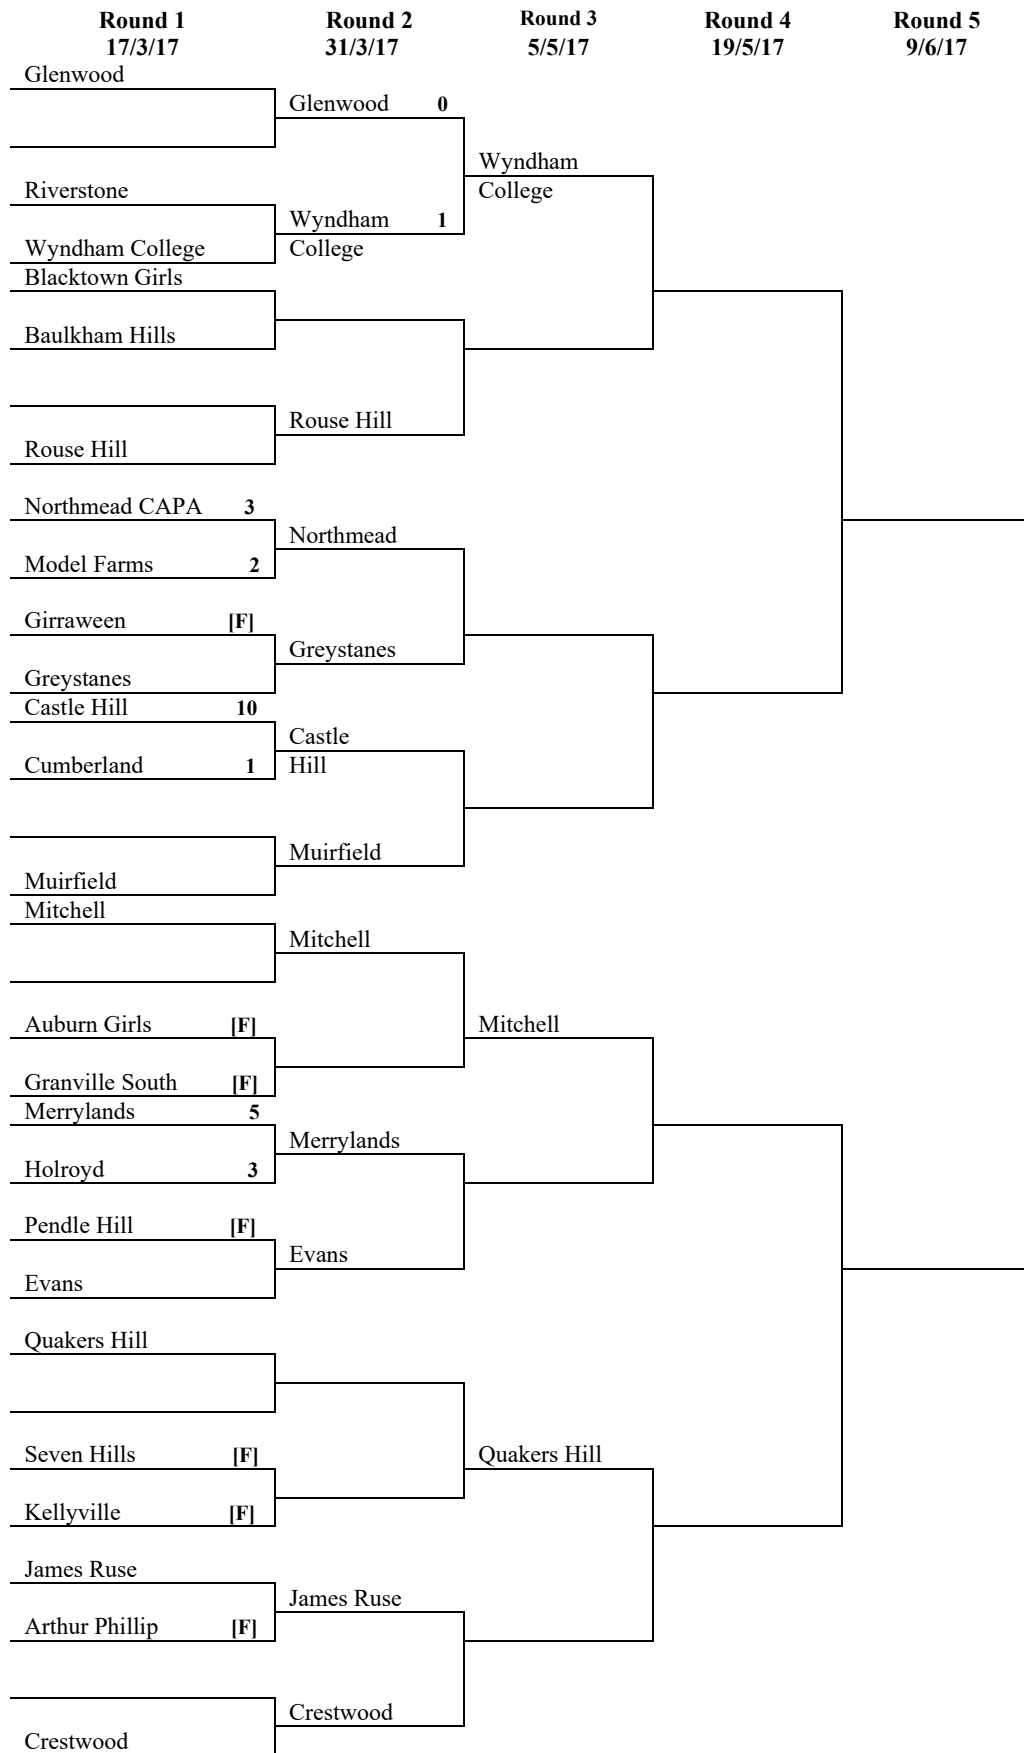 Round 1 Round 2 Round 3 Round 4 Round 5
17/3/17 31/3/17 5/5/17 19/5/17 9/6/17
Glenwood
Glenwood 0
Wyndham
Riverstone College
Wyndham 1
Wyndham College College
Blacktown Girls
Baulkham Hills
Rouse Hill
Rouse Hill
Northmead CAPA 3
Northmead
Model Farms 2
Girraween [F]
Greystanes
Greystanes
Castle Hill 10
Castle
Cumberland 1 Hill
Muirfield
Muirfield
Mitchell
Mitchell
Auburn Girls [F] Mitchell
Granville South [F]
Merrylands 5
Merrylands
Holroyd 3
Pendle Hill [F]
Evans
Evans
Quakers Hill
Seven Hills [F] Quakers Hill
Kellyville [F]
James Ruse
James Ruse
Arthur Phillip [F]
Crestwood
Crestwood